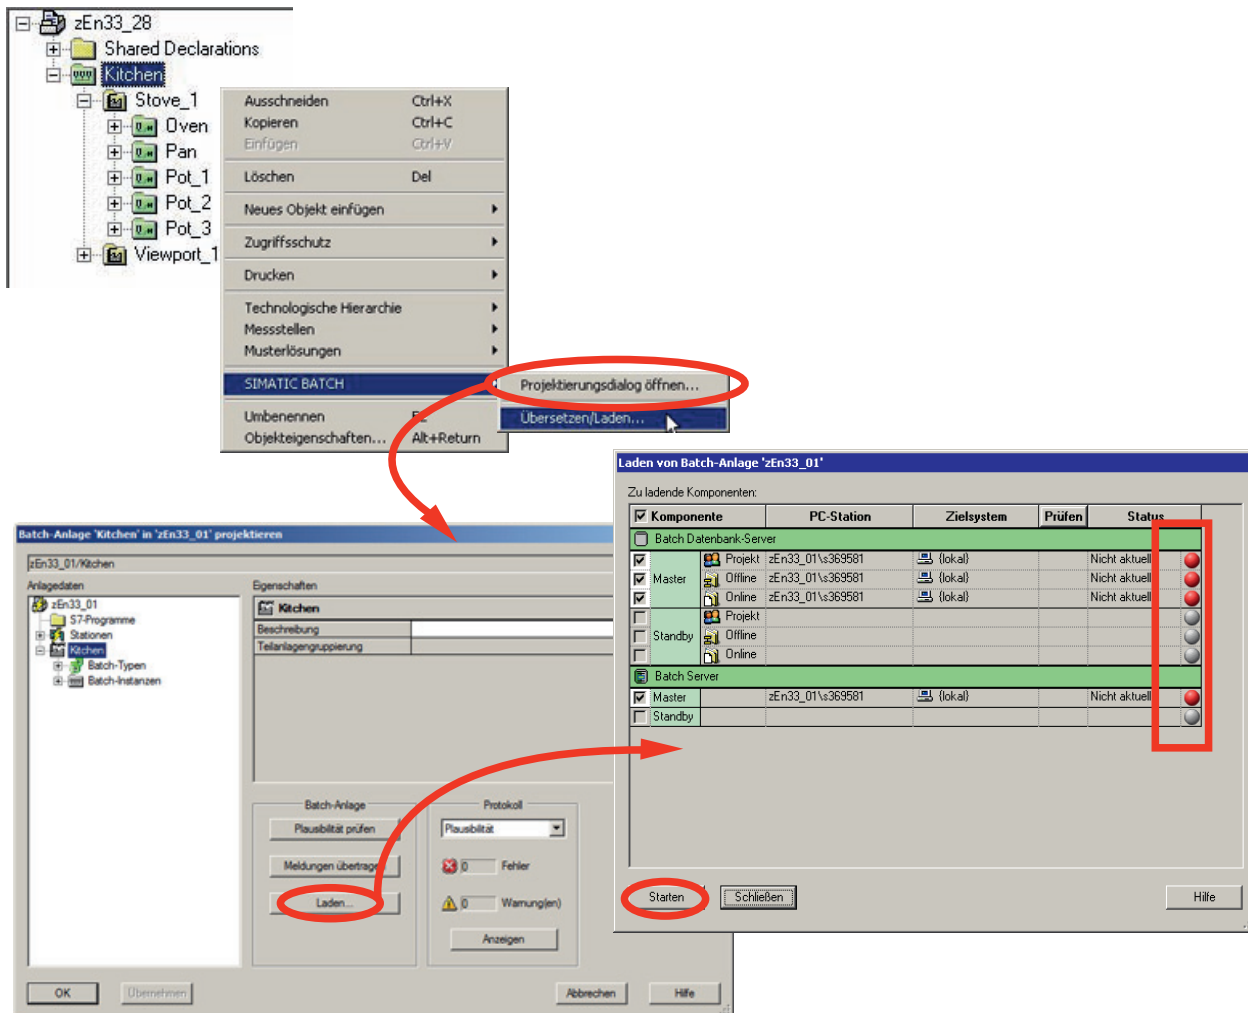 zEn33_28
Shared Declarations
Kitchen
Stove_1
Oven
Pan
Pot_1
Pot_2
Pot_3
Viewport_1
Ausschneiden Ctrl+X
Kopieren Ctrl+C
Einfügen Ctrl+V
Löschen Del
Neues Objekt einfügen
Zugriffsschutz
Drucken
Technologische Hierarchie
Messstellen
Musterlösungen
SIMATIC BATCH
Umbenennen
Objekteigenschaften... Alt+Return
Projektierungsdialog öffnen...
Übersetzen/Laden...
Laden von Batch-Anlage 'zEn33_01'
Zu ladende Komponenten:
Komponente PC-Station Zielsystem Prüfen Status
Batch Datenbank-Server
Projekt zEn33_01\s369581 {lokal} Nicht aktuell
Master Offline zEn33_01\s369581 {lokal} Nicht aktuell
Online zEn33_01\s369581 {lokal} Nicht aktuell
Projekt
Standby Offline
Online
Batch Server
Master zEn33_01\s369581 {lokal} Nicht aktuell
Standby
Starten Schließen Hilfe
Batch-Anlage 'Kitchen' in 'zEn33_01' projektieren
zEn33_01/Kitchen
Anlagedaten Eigenschaften
zEn33_01
S7-Programme
Stationen
Kitchen
Batch-Typen
Batch-Instanzen
Kitchen
Beschreibung
Teilanlagengruppierung
Batch-Anlage Protokoll
Plausibilität prüfen Plausibilität
Meldungen übertragen 0 Fehler
Laden... 0 Warnung(en)
Anzeigen
OK Übernehmen Abbrechen Hilfe